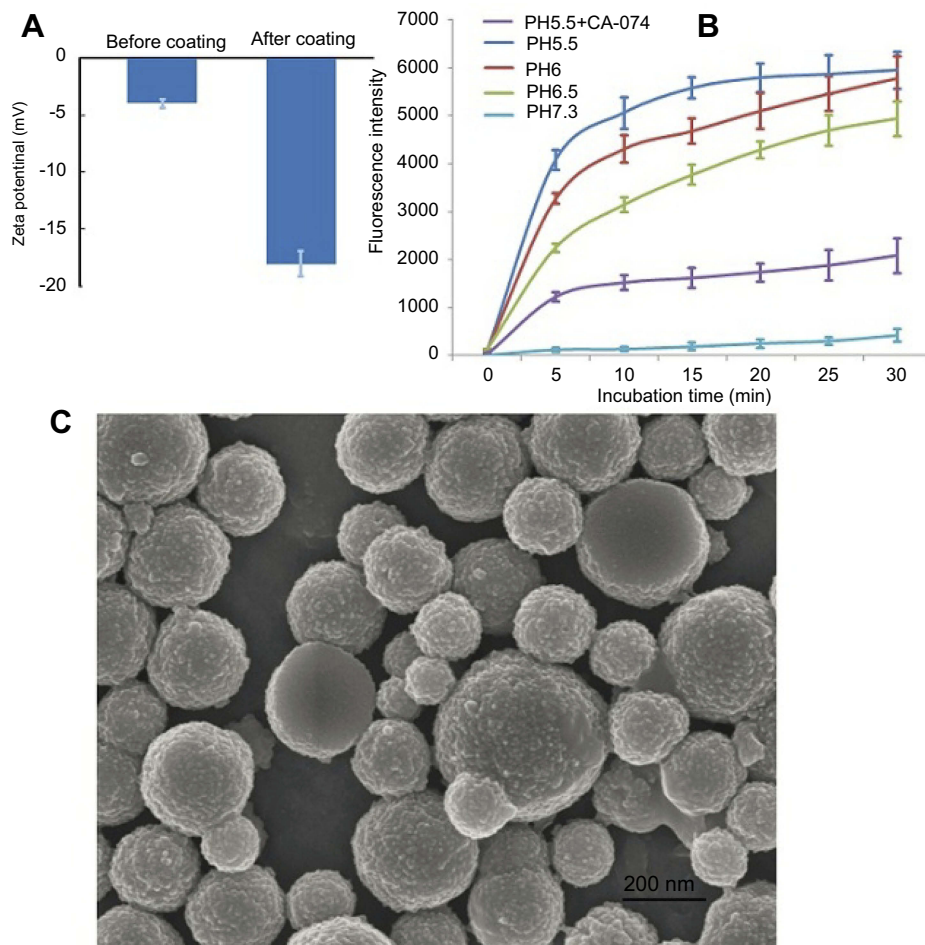 A
Before coating
After coating
0
-5
-10
-15
-20
Zeta potentinal (mV)
B
PH5.5+CA-074
PH5.5
PH6
PH6.5
PH7.3
7000
6000
5000
4000
3000
2000
1000
0
Fluorescence intensity
0 5 10 15 20 25 30
Incubation time (min)
C
200 nm